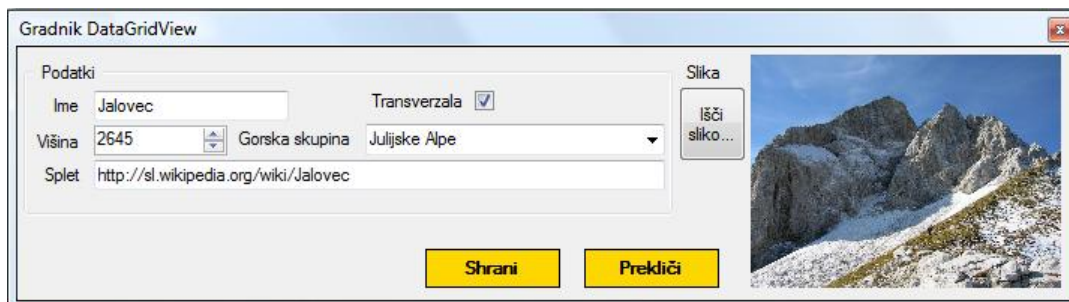 Gradnik DataGridView
Podatki
Ime Jalovec Transverzala
Višina 2645 Gorska skupina Julijske Alpe
Splet http://sl.wikipedia.org/wiki/Jalovec
Slika
Išči
sliko...
Shrani Prekliči